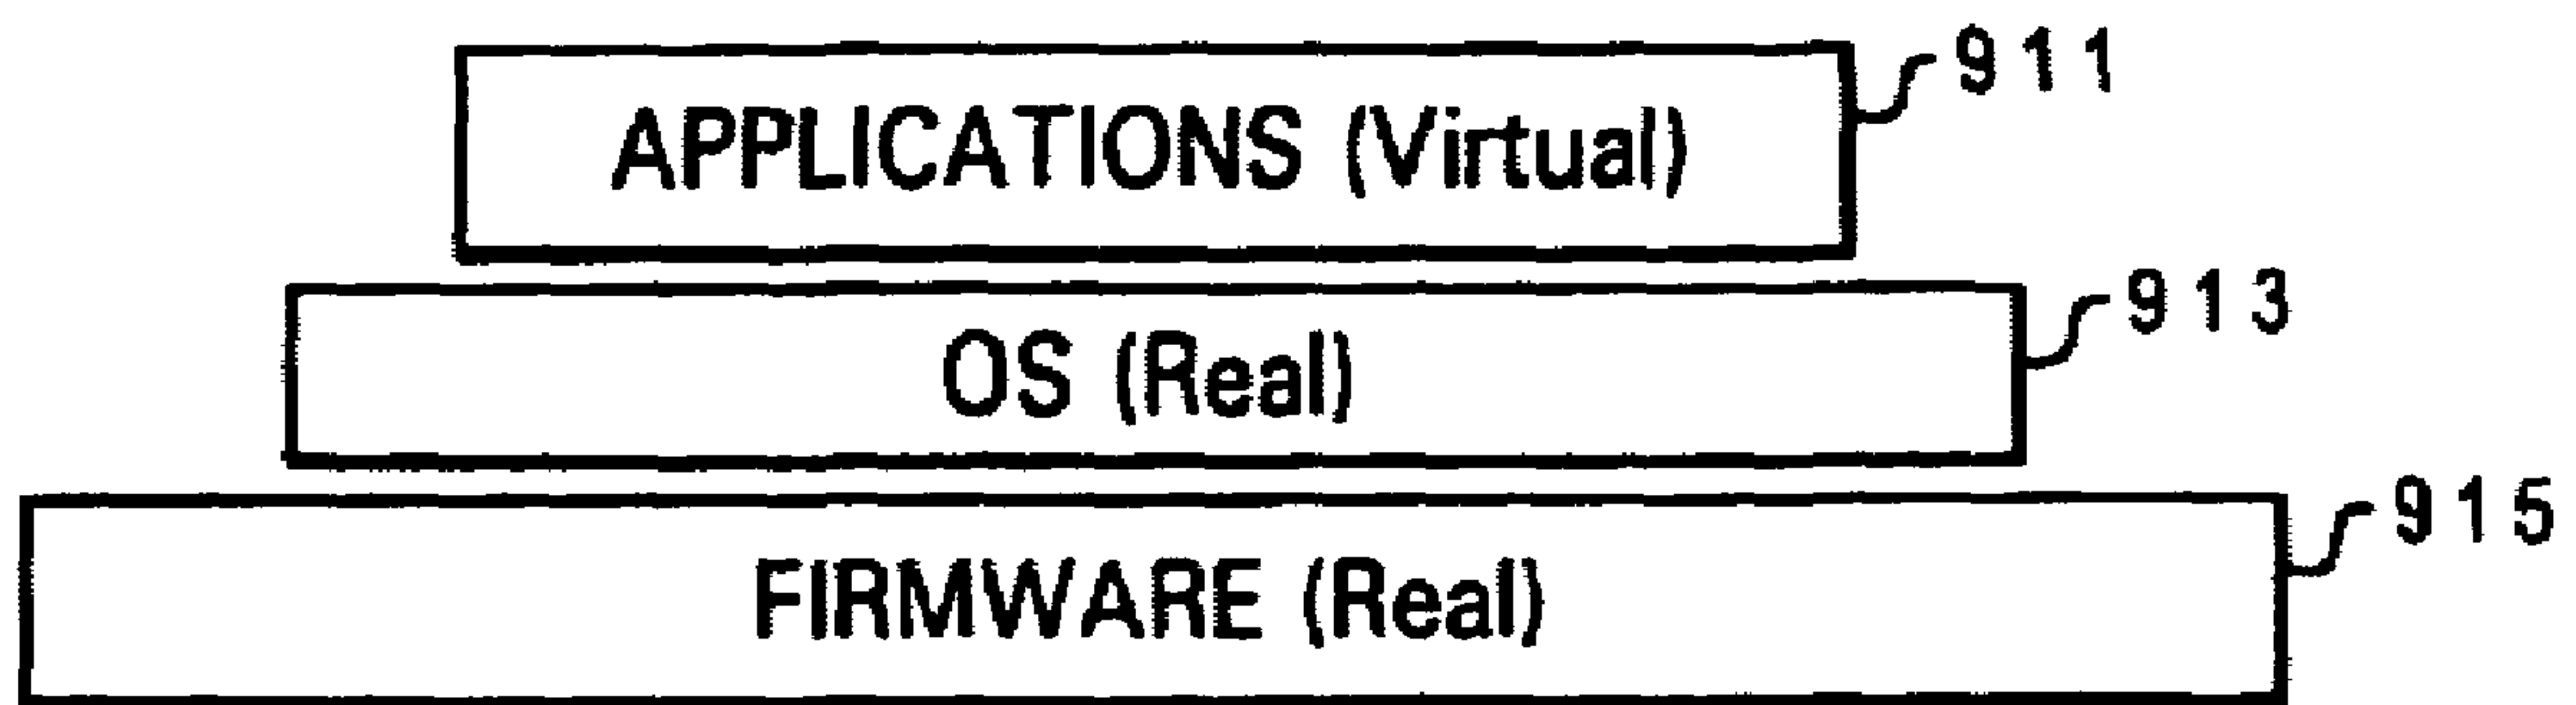 APPLICATIONS (Virtual) 911
OS (Real) 913
FIRMWARE (Real) 915